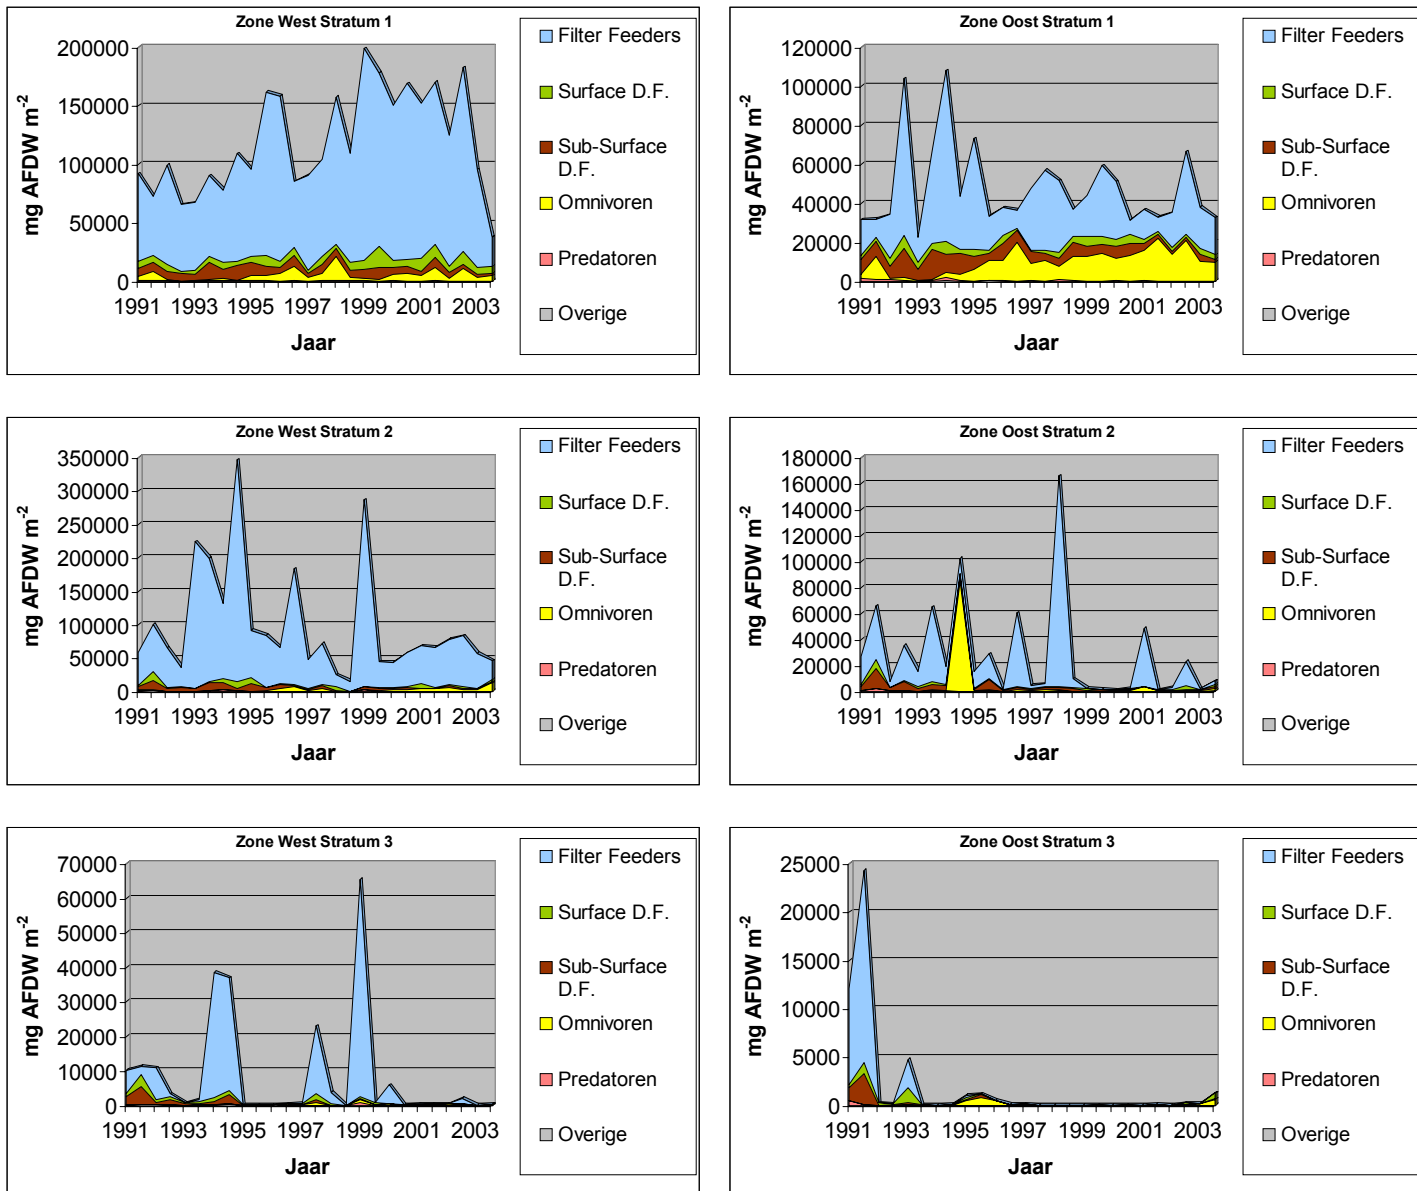 Zone West Stratum 1
mg AFDW m-2
200000
150000
100000
50000
0
1991 1993 1995 1997 1999 2001 2003
Jaar
Filter Feeders
Surface D.F.
Sub-Surface
D.F.
Omnivoren
Predatoren
Overige
Zone Oost Stratum 1
mg AFDW m-2
120000
100000
80000
60000
40000
20000
0
1991 1993 1995 1997 1999 2001 2003
Jaar
Filter Feeders
Surface D.F.
Sub-Surface
D.F.
Omnivoren
Predatoren
Overige
Zone West Stratum 2
mg AFDW m-2
350000
300000
250000
200000
150000
100000
50000
0
1991 1993 1995 1997 1999 2001 2003
Jaar
Filter Feeders
Surface D.F.
Sub-Surface
D.F.
Omnivoren
Predatoren
Overige
Zone Oost Stratum 2
mg AFDW m-2
180000
160000
140000
120000
100000
80000
60000
40000
20000
0
1991 1993 1995 1997 1999 2001 2003
Jaar
Filter Feeders
Surface D.F.
Sub-Surface
D.F.
Omnivoren
Predatoren
Overige
Zone West Stratum 3
mg AFDW m-2
70000
60000
50000
40000
30000
20000
10000
0
1991 1993 1995 1997 1999 2001 2003
Jaar
Filter Feeders
Surface D.F.
Sub-Surface
D.F.
Omnivoren
Predatoren
Overige
Zone Oost Stratum 3
mg AFDW m-2
25000
20000
15000
10000
5000
0
1991 1993 1995 1997 1999 2001 2003
Jaar
Filter Feeders
Surface D.F.
Sub-Surface
D.F.
Omnivoren
Predatoren
Overige